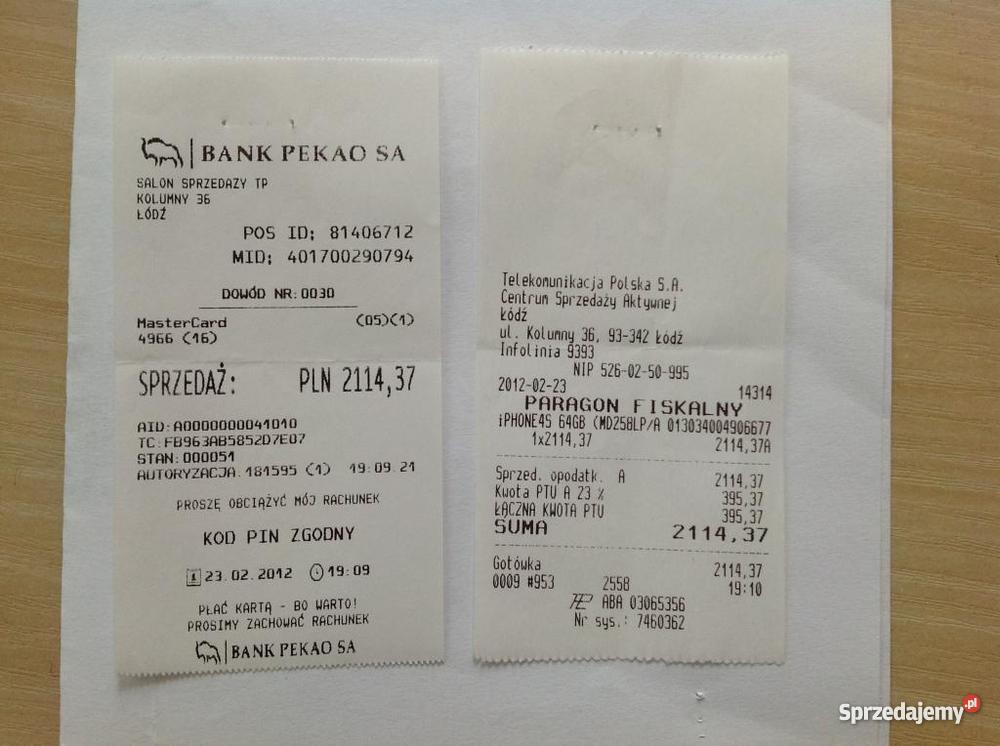 BANK PEKAO SA
SALON SPRZEDAZY TP
KOLUMNY 36
ŁÓDŹ
POS ID; 81406712
MID; 401700290794
DOWÓD NR:0030
MasterCard (05)(1)
4966 (16)
SPRZEDAŻ: PLN 2114,37
AID:A0000000041010
TC:FB963AB5852D7E07
STAN:000051
AUTORYZACJA.181595 (1) 19:09.21
PROSZĘ OBCIĄŻYĆ MÓJ RACHUNEK
KOD PIN ZGODNY
23.02.2012 19:09
PŁAĆ KARTĄ - BO WARTO!
PROSIMY ZACHOWAĆ RACHUNEK
BANK PEKAO SA
Telekomunikacja Polska S.A.
Centrum Sprzedaży Aktywnej
Łódź
ul. Kolumny 36, 93-342 Łódź
Infolinia 9393
NIP 526-02-50-995
2012-02-23 14314
PARAGON FISKALNY
iPHONE4S 64GB (MD258LP/A 013034004906677
1x2114,37 2114,37A
Sprzed. opodatk. A 2114,37
Kwota PTU A 23 % 395,37
ŁĄCZNA KWOTA PTU 395,37
SUMA 2114,37
Gotówka 2114,37
0009 #953 2558 19:10
ABA 03065356
Nr sys.: 7460362
Sprzedajemy.pl